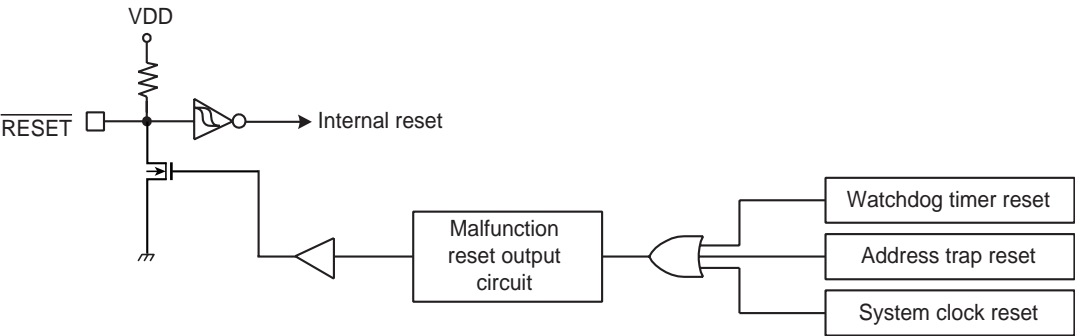 VDD
RESET
Internal reset
Watchdog timer reset
Malfunction
reset output
circuit
Address trap reset
System clock reset